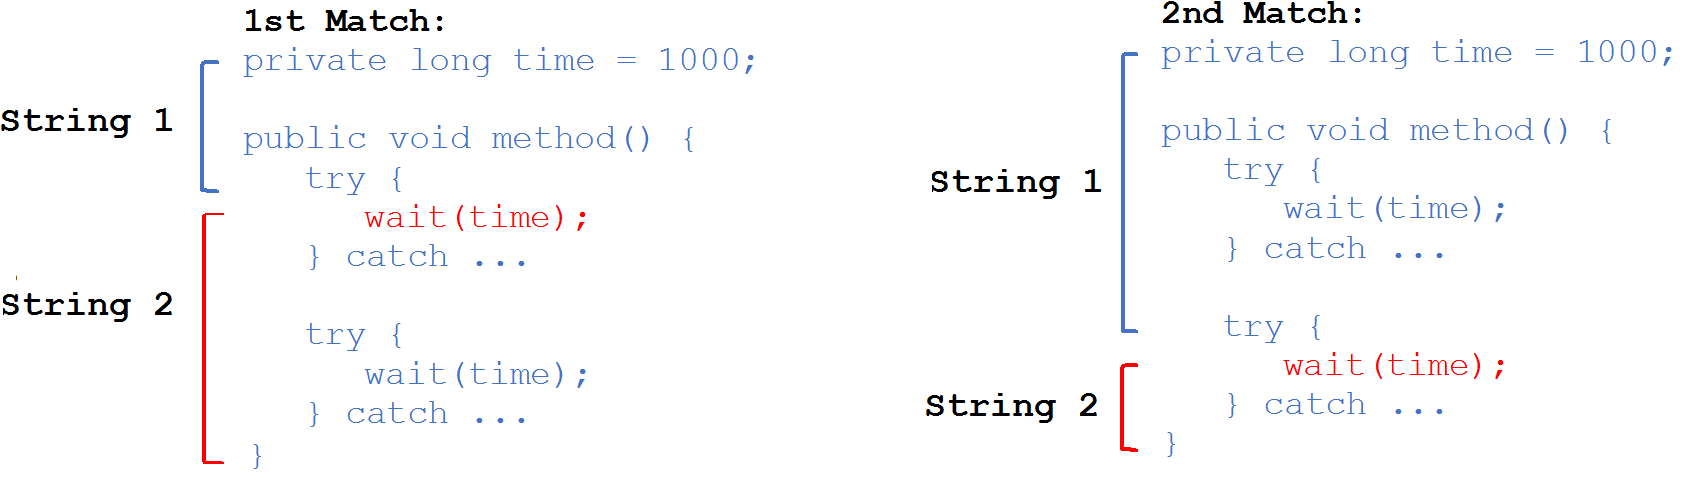 1st Match:
private long time = 1000;
String 1
public void method() {
try {
wait(time);
} catch ...
String 2
try {
wait(time);
} catch ...
}
2nd Match:
private long time = 1000;
public void method() {
try {
String 1
wait(time);
} catch ...
try {
wait(time);
String 2
} catch ...
}